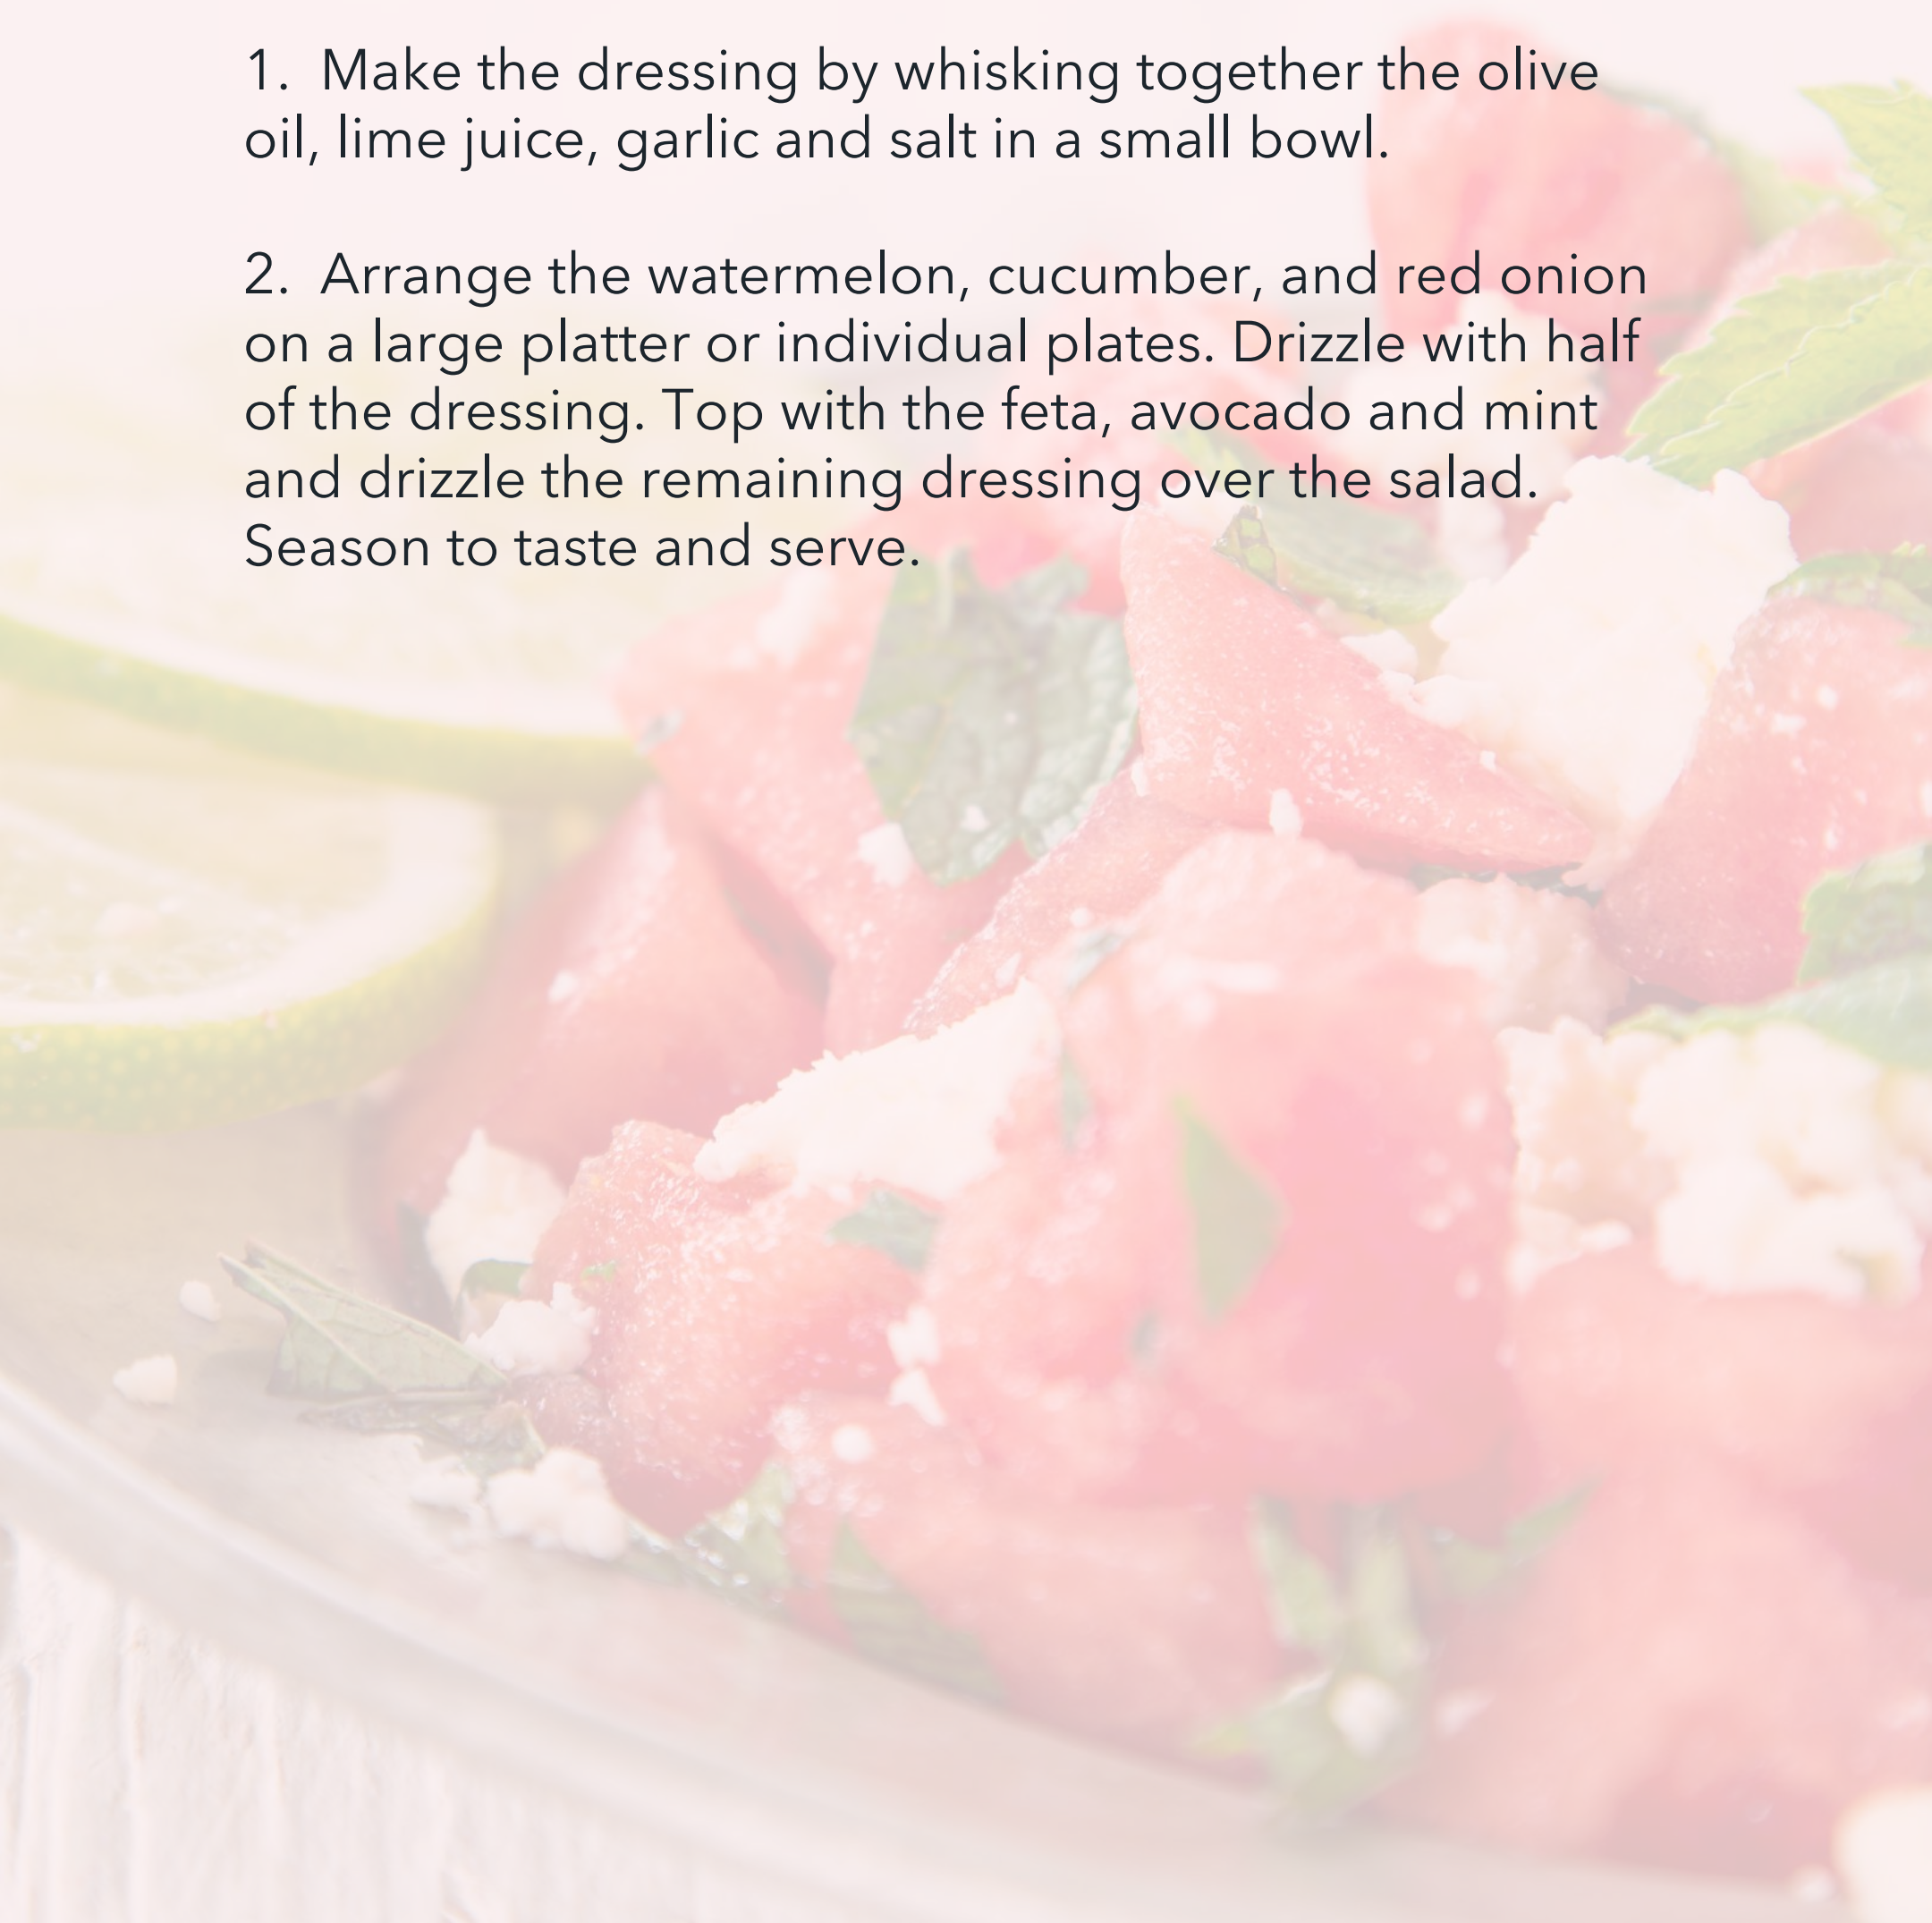 1.  Make the dressing by whisking together the olive
oil, lime juice, garlic and salt in a small bowl.
2.  Arrange the watermelon, cucumber, and red onion
on a large platter or individual plates. Drizzle with half
of the dressing. Top with the feta, avocado and mint
and drizzle the remaining dressing over the salad.
Season to taste and serve.